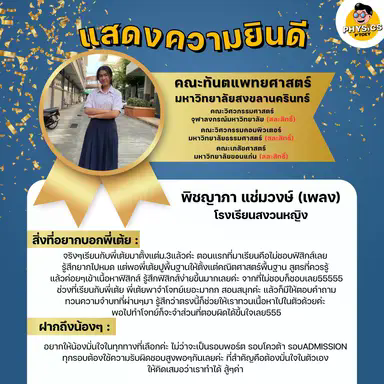 แสดงความยินดี
PHYSICS
P'TOEY
คณะทันตแพทยศาสตร์
มหาวิทยาลัยสงขลานครินทร์
คณะวิศวกรรมศาสตร์
จุฬาลงกรณ์มหาวิทยาลัย (สละสิทธิ์)
คณะวิศวกรรมคอมพิวเตอร์
มหาวิทยาลัยธรรมศาสตร์ (สละสิทธิ์)
คณะเภสัชศาสตร์
มหาวิทยาลัยขอนแก่น (สละสิทธิ์)
พิชญาภา แช่มวงษ์ (เพลง)
โรงเรียนสงวนหญิง
สิ่งที่อยากบอกพี่เต้ย :
จริงๆเรียนกับพี่เต้ยมาตั้งแต่ม.3แล้วค่ะ ตอนแรกที่มาเรียนคือไม่ชอบฟิสิกส์เลย
รู้สึกยากไปหมด แต่พอพี่เต้ยปูพื้นฐานให้ตั้งแต่คณิตศาสตร์พื้นฐาน สูตรที่ควรรู้
แล้วค่อยๆเข้าเนื้อหาฟิสิกส์ รู้สึกฟิสิกส์ง่ายขึ้นมากเลยค่ะ จากที่ไม่ชอบก็ชอบเลย55555
ช่วงที่เรียนกับพี่เต้ย พี่เต้ยพาจำโจทย์เยอะมากก สอนสนุกค่ะ แล้วก็มีให้ตอบคำถาม
ทวนความจำบทที่ผ่านๆมา รู้สึกว่าตรงนี้ก็ช่วยให้เราทวนเนื้อหาไปในตัวด้วยค่ะ
พอไปทำโจทย์ก็จะจำส่วนที่ตอบผิดได้ขึ้นใจเลย555
ฝากถึงน้องๆ :
อยากให้น้องมั่นใจในทุกทางที่เลือกค่ะ ไม่ว่าจะเป็นรอบพอร์ต รอบโควต้า รอบADMISSION
ทุกรอบต้องใช้ความรับผิดชอบสูงพอๆกันเลยค่ะ ที่สำคัญคือต้องมั่นใจในตัวเอง
ให้คิดเสมอว่าเราทำได้ สู้ๆค่า